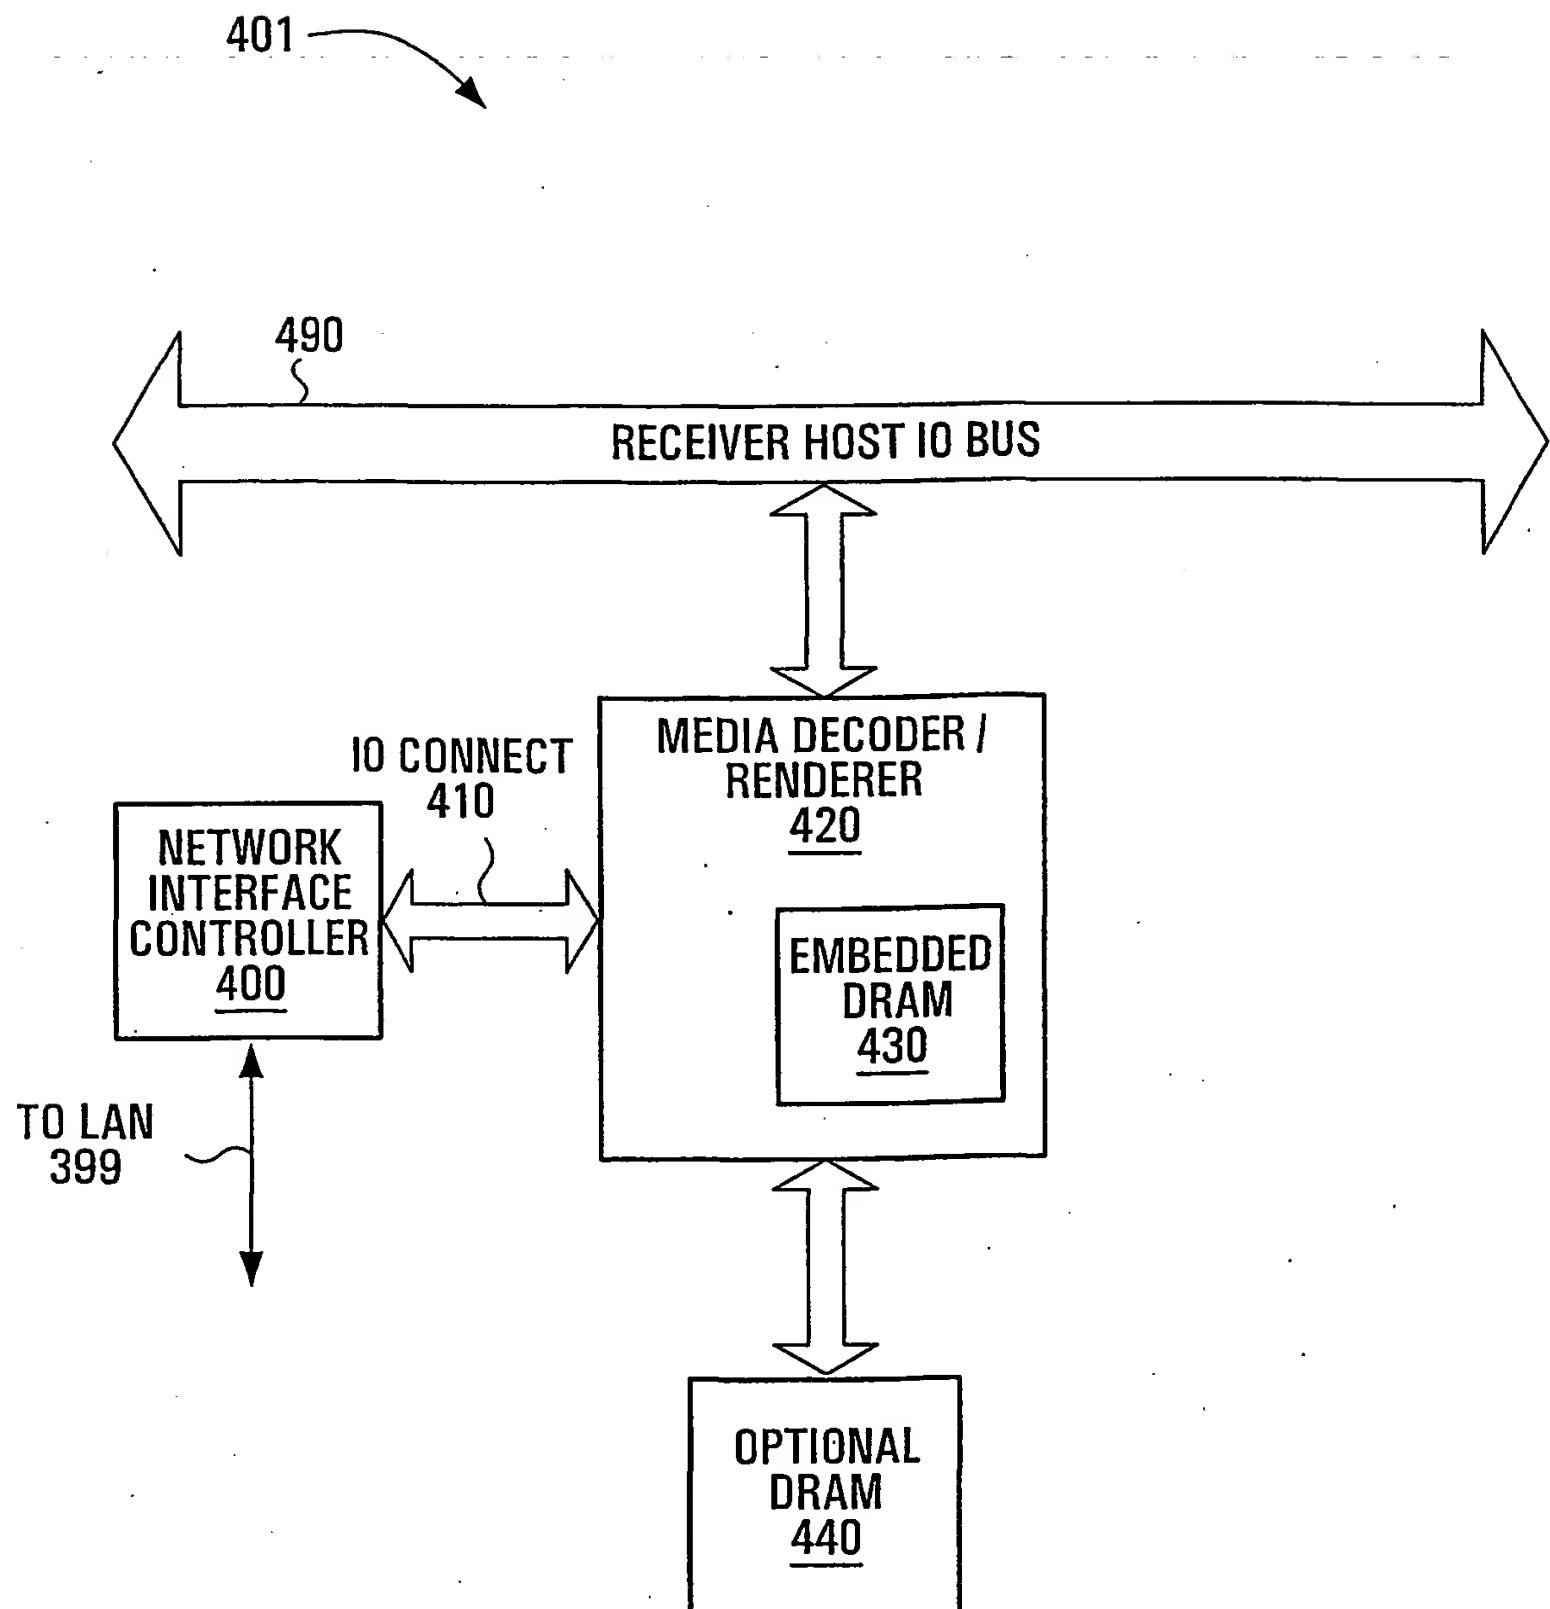 401
490
RECEIVER HOST IO BUS
MEDIA DECODER /
RENDERER
420
IO CONNECT
410
NETWORK
INTERFACE
CONTROLLER
400
EMBEDDED
DRAM
430
TO LAN
399
OPTIONAL
DRAM
440